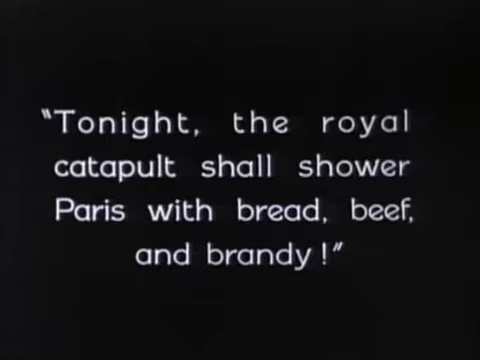 "Tonight, the royal
catapult shall shower
Paris with bread, beef,
and brandy!"